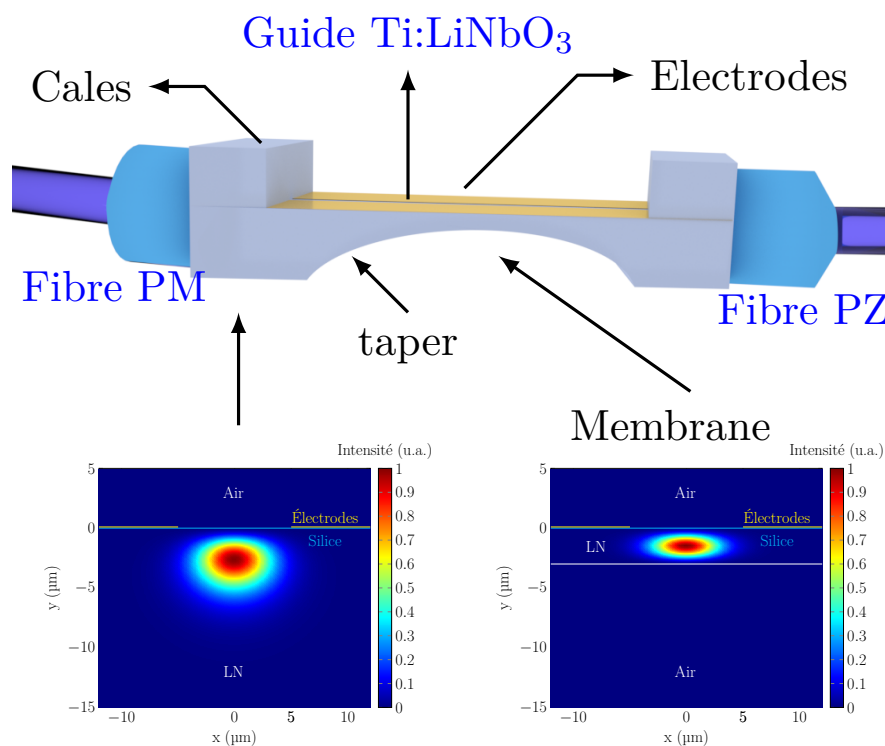 Guide Ti:LiNbO₃
Cales
Electrodes
Fibre PM
Fibre PZ
taper
Membrane
Intensité (u.a.)
5
0
−5
−10
−15
y (µm)
Air
Électrodes
Silice
LN
−10
0
5
10
x (µm)
1
0.9
0.8
0.7
0.6
0.5
0.4
0.3
0.2
0.1
0
Intensité (u.a.)
5
0
−5
−10
−15
y (µm)
Air
Électrodes
LN
Silice
Air
−10
0
5
10
x (µm)
1
0.9
0.8
0.7
0.6
0.5
0.4
0.3
0.2
0.1
0